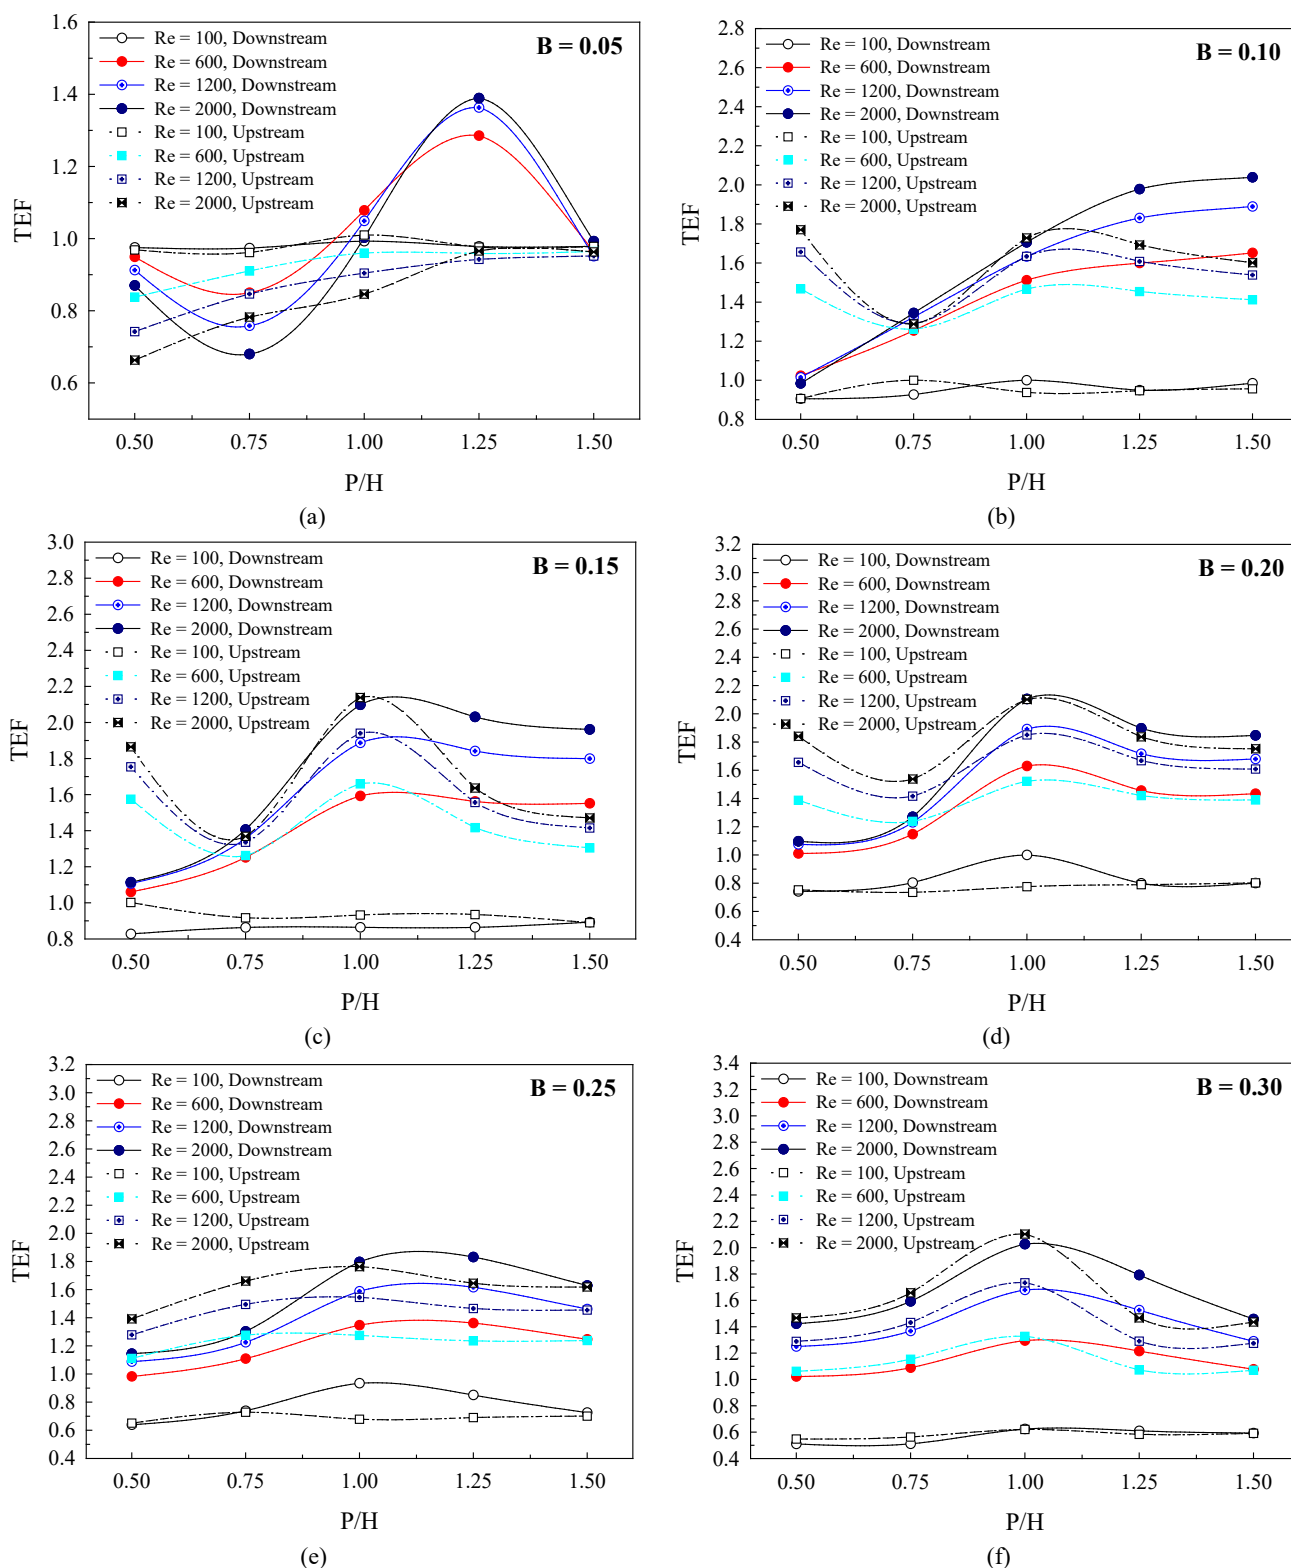 1.6
1.4
1.2
1.0
0.8
0.6
TEF
Re = 100, Downstream
Re = 600, Downstream
Re = 1200, Downstream
Re = 2000, Downstream
Re = 100, Upstream
Re = 600, Upstream
Re = 1200, Upstream
Re = 2000, Upstream
B = 0.05
0.50 0.75 1.00 1.25 1.50
P/H
(a)
2.8
2.6
2.4
2.2
2.0
1.8
1.6
1.4
1.2
1.0
0.8
TEF
Re = 100, Downstream
Re = 600, Downstream
Re = 1200, Downstream
Re = 2000, Downstream
Re = 100, Upstream
Re = 600, Upstream
Re = 1200, Upstream
Re = 2000, Upstream
B = 0.10
0.50 0.75 1.00 1.25 1.50
P/H
(b)
3.0
2.8
2.6
2.4
2.2
2.0
1.8
1.6
1.4
1.2
1.0
0.8
TEF
Re = 100, Downstream
Re = 600, Downstream
Re = 1200, Downstream
Re = 2000, Downstream
Re = 100, Upstream
Re = 600, Upstream
Re = 1200, Upstream
Re = 2000, Upstream
B = 0.15
0.50 0.75 1.00 1.25 1.50
P/H
(c)
3.2
3.0
2.8
2.6
2.4
2.2
2.0
1.8
1.6
1.4
1.2
1.0
0.8
0.6
0.4
TEF
Re = 100, Downstream
Re = 600, Downstream
Re = 1200, Downstream
Re = 2000, Downstream
Re = 100, Upstream
Re = 600, Upstream
Re = 1200, Upstream
Re = 2000, Upstream
B = 0.20
0.50 0.75 1.00 1.25 1.50
P/H
(d)
3.2
3.0
2.8
2.6
2.4
2.2
2.0
1.8
1.6
1.4
1.2
1.0
0.8
0.6
0.4
TEF
Re = 100, Downstream
Re = 600, Downstream
Re = 1200, Downstream
Re = 2000, Downstream
Re = 100, Upstream
Re = 600, Upstream
Re = 1200, Upstream
Re = 2000, Upstream
B = 0.25
0.50 0.75 1.00 1.25 1.50
P/H
(e)
3.4
3.2
3.0
2.8
2.6
2.4
2.2
2.0
1.8
1.6
1.4
1.2
1.0
0.8
0.6
0.4
TEF
Re = 100, Downstream
Re = 600, Downstream
Re = 1200, Downstream
Re = 2000, Downstream
Re = 100, Upstream
Re = 600, Upstream
Re = 1200, Upstream
Re = 2000, Upstream
B = 0.30
0.50 0.75 1.00 1.25 1.50
P/H
(f)